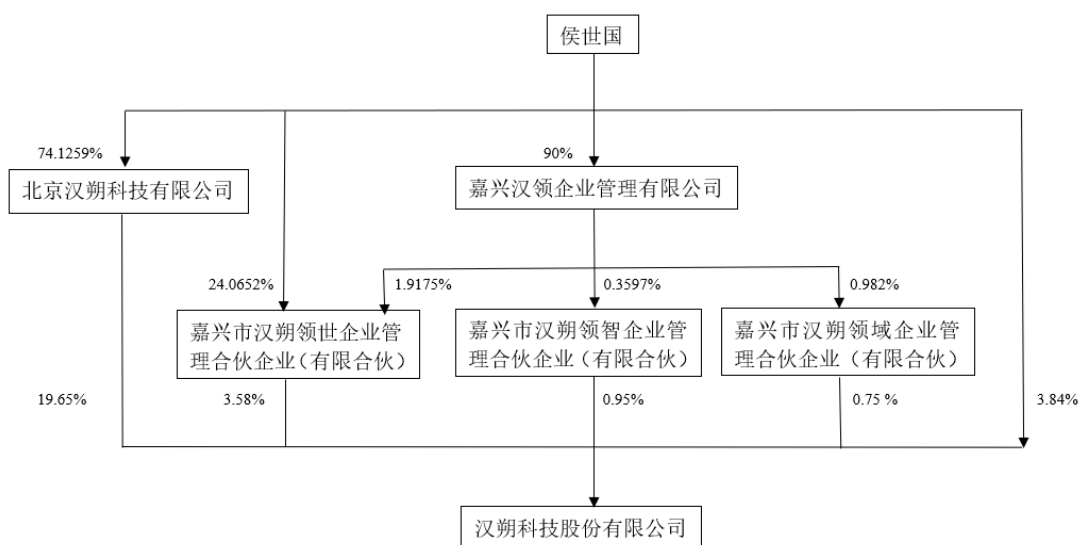 侯世国
74.1259%
90%
北京汉朔科技有限公司
嘉兴汉领企业管理有限公司
24.0652%
1.9175%
0.3597%
0.982%
嘉兴市汉朔领世企业管
理合伙企业（有限合伙）
嘉兴市汉朔领智企业管
理合伙企业（有限合伙）
嘉兴市汉朔领域企业管
理合伙企业（有限合伙）
19.65%
3.58%
0.95%
0.75 %
3.84%
汉朔科技股份有限公司